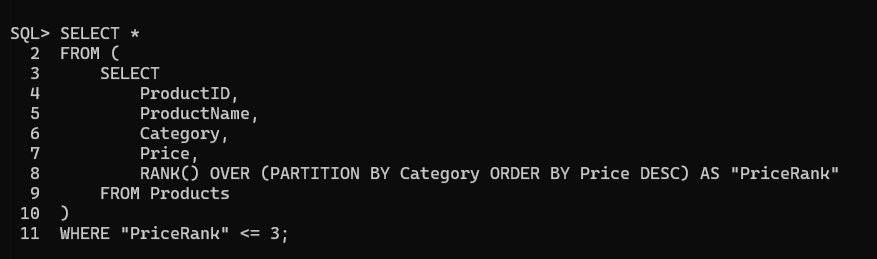 SQL> SELECT *
  2  FROM (
  3      SELECT
  4          ProductID,
  5          ProductName,
  6          Category,
  7          Price,
  8          RANK() OVER (PARTITION BY Category ORDER BY Price DESC) AS "PriceRank"
  9      FROM Products
 10  )
 11  WHERE "PriceRank" <= 3;